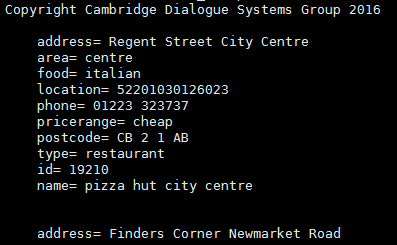 Copyright Cambridge Dialogue Systems Group 2016
address= Regent Street City Centre
area= centre
food= italian
location= 52201030126023
phone= 01223 323737
pricerange= cheap
postcode= CB 2 1 AB
type= restaurant
id= 19210
name= pizza hut city centre
address= Finders Corner Newmarket Road